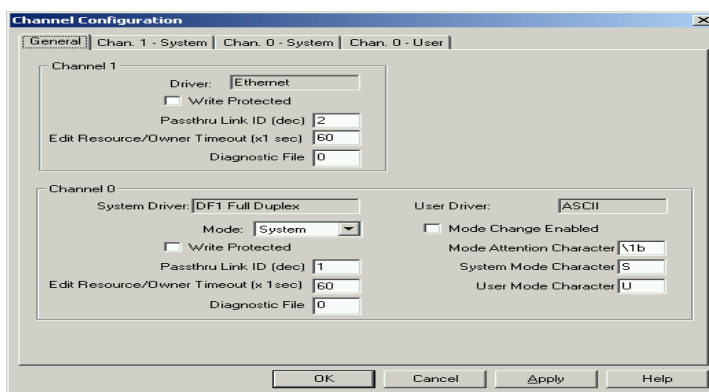 Channel Configuration
General | Chan. 1 - System | Chan. 0 - System | Chan. 0 - User
Channel 1
Driver: Ethernet
Write Protected
Passthru Link ID (dec) 2
Edit Resource/Owner Timeout (x1 sec) 60
Diagnostic File 0
Channel 0
System Driver: DF1 Full Duplex
Mode: System
Write Protected
Passthru Link ID (dec) 1
Edit Resource/Owner Timeout (x 1sec) 60
Diagnostic File 0
User Driver: ASCII
Mode Change Enabled
Mode Attention Character \1b
System Mode Character S
User Mode Character U
OK Cancel Apply Help